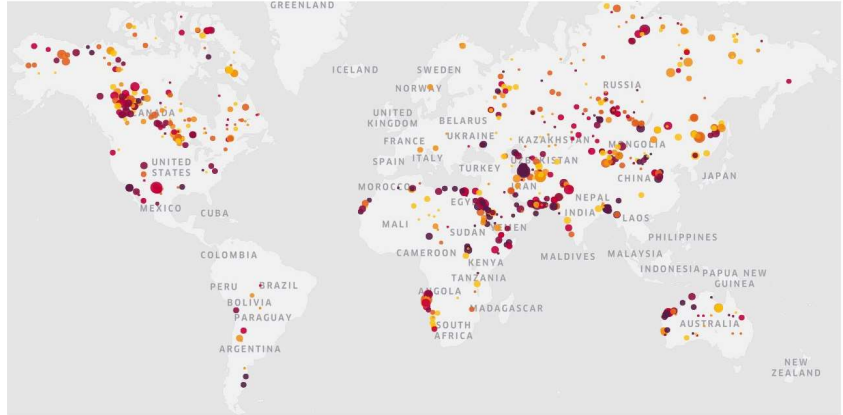 GREENLAND
ICELAND
SWEDEN
NORWAY
RUSSIA
CANADA
UNITED
KINGDOM
BELARUS
UKRAINE
KAZAKHSTAN
MONGOLIA
FRANCE
ITALY
SPAIN
TURKEY
UZBEKISTAN
UNITED
STATES
CHINA
JAPAN
IRAN
MOROCCO
NEPAL
EGYPT
INDIA
LAOS
MEXICO
CUBA
MALI
SUDAN
YEMEN
PHILIPPINES
COLOMBIA
CAMEROON
KENYA
MALDIVES
MALAYSIA
INDONESIA
PAPUA NEW
GUINEA
TANZANIA
PERU
BRAZIL
ANGOLA
BOLIVIA
PARAGUAY
MADAGASCAR
SOUTH
AFRICA
AUSTRALIA
ARGENTINA
NEW
ZEALAND